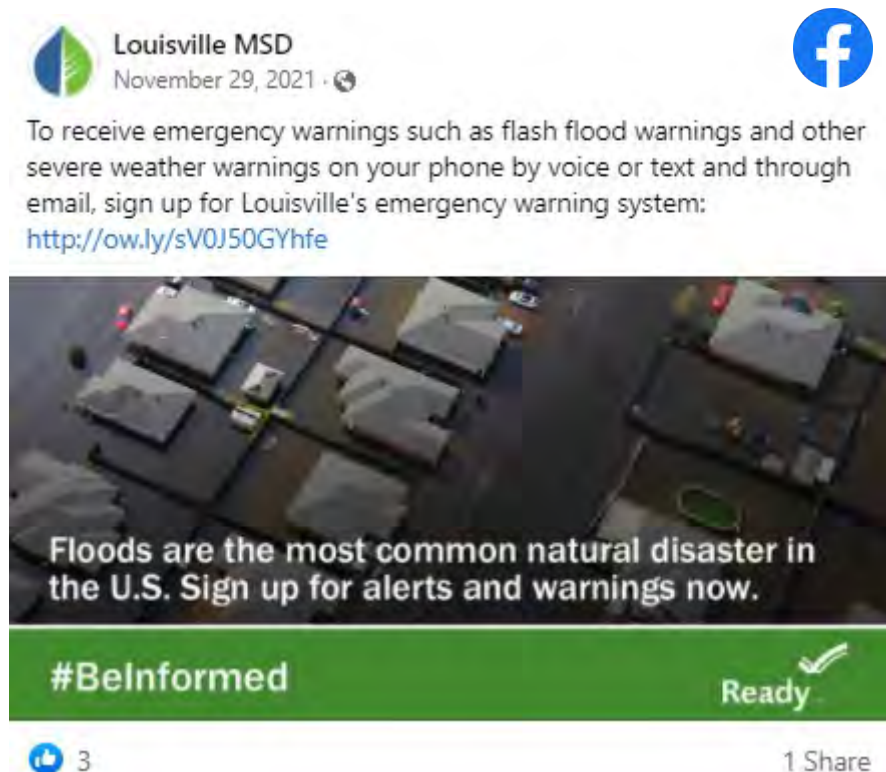 Louisville MSD
November 29, 2021 ·
To receive emergency warnings such as flash flood warnings and other
severe weather warnings on your phone by voice or text and through
email, sign up for Louisville's emergency warning system:
http://ow.ly/sV0J50GYhfe
Floods are the most common natural disaster in
the U.S. Sign up for alerts and warnings now.
#BeInformed
Ready
3
1 Share